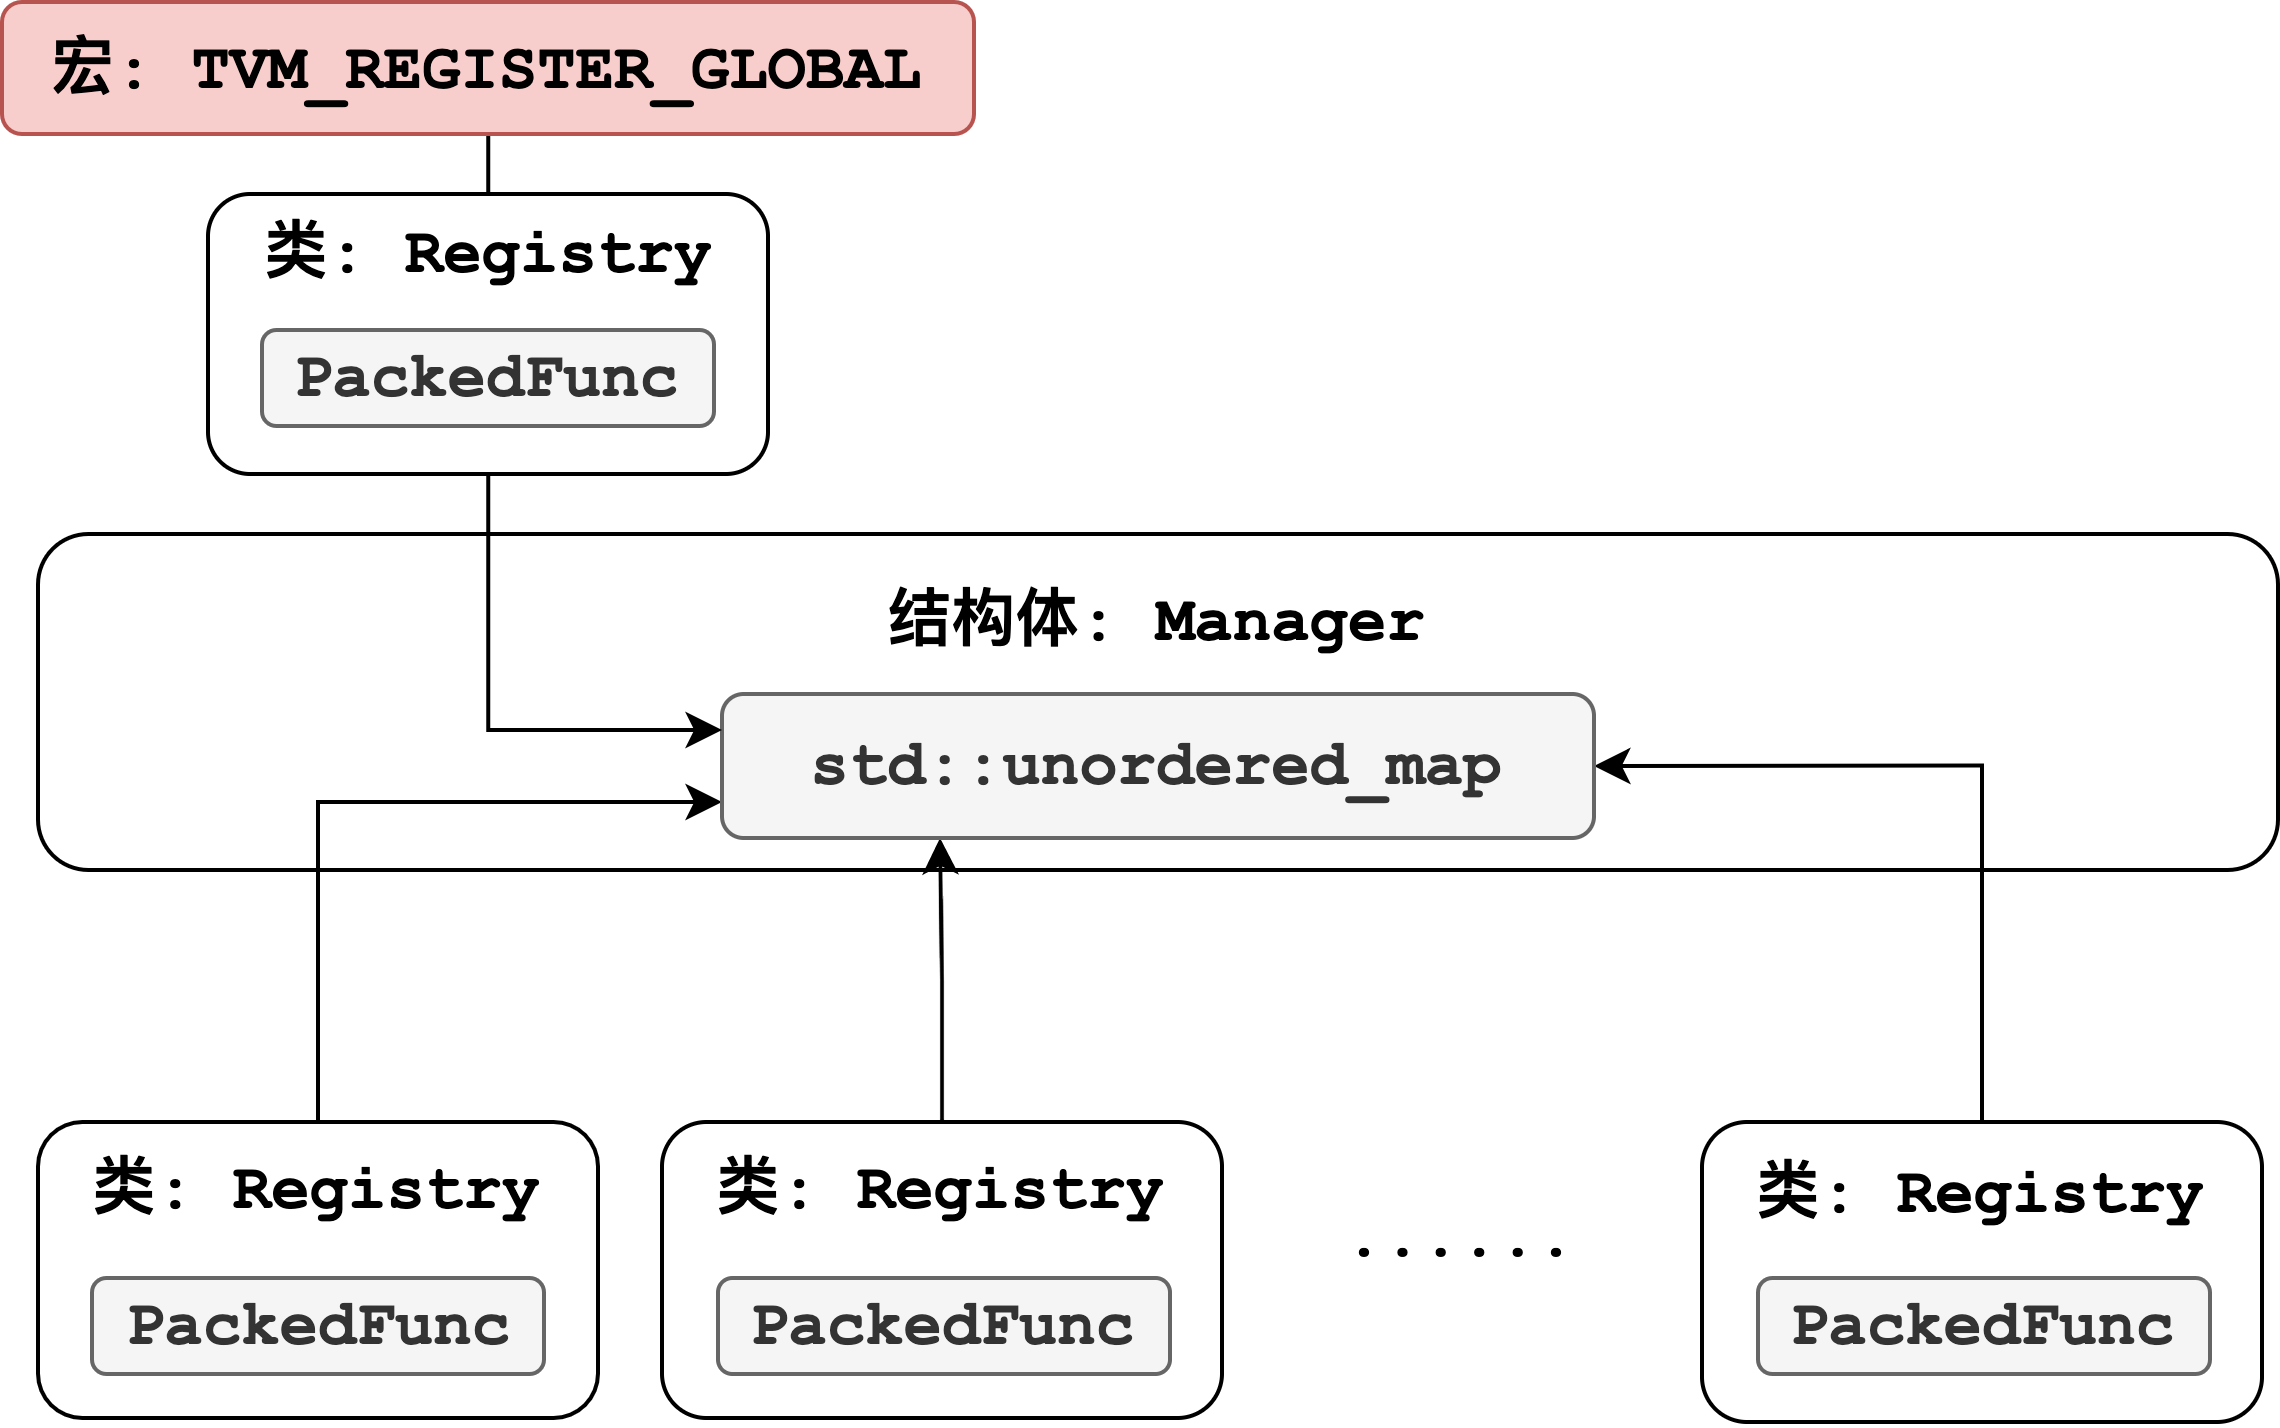 宏: TVM_REGISTER_GLOBAL
类: Registry
PackedFunc
结构体: Manager
std::unordered_map
类: Registry
PackedFunc
类: Registry
PackedFunc
......
类: Registry
PackedFunc